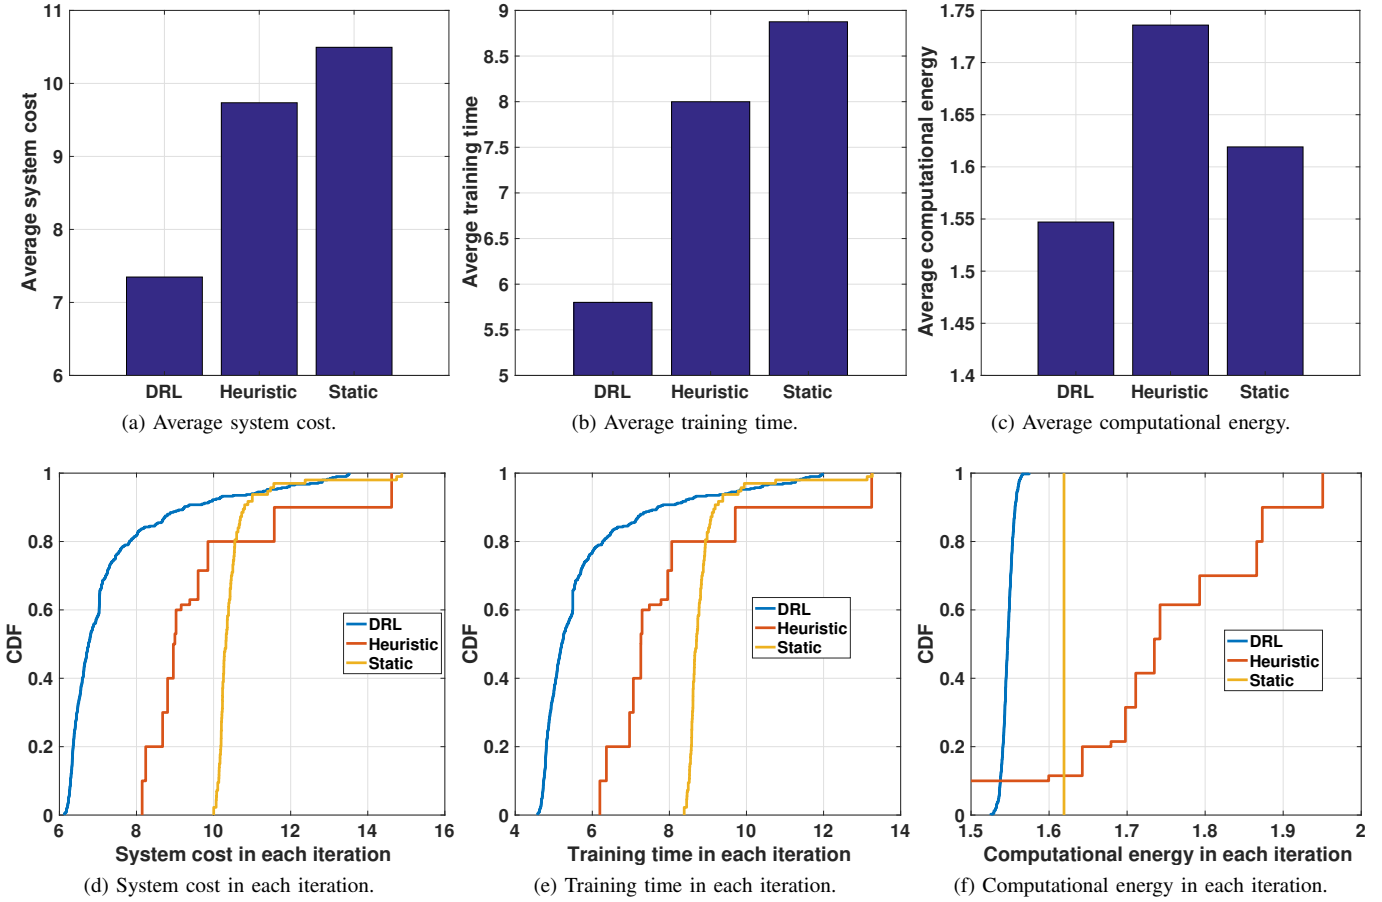 11
10
9
8
7
6
Average system cost
DRL Heuristic Static
(a) Average system cost.
9
8.5
8
7.5
7
6.5
6
5.5
5
Averge training time
DRL Heuristic Static
(b) Average training time.
1.75
1.7
1.65
1.6
1.55
1.5
1.45
1.4
Average computational energy
DRL Heuristic Static
(c) Average computational energy.
1
0.8
0.6
0.4
0.2
0
CDF
DRL
Heuristic
Static
6 8 10 12 14 16
System cost in each iteration
(d) System cost in each iteration.
1
0.8
0.6
0.4
0.2
0
CDF
DRL
Heuristic
Static
4 6 8 10 12 14
Training time in each iteration
(e) Training time in each iteration.
1
0.8
0.6
0.4
0.2
0
CDF
DRL
Heuristic
Static
1.5 1.6 1.7 1.8 1.9 2
Computational energy in each iteration
(f) Computational energy in each iteration.